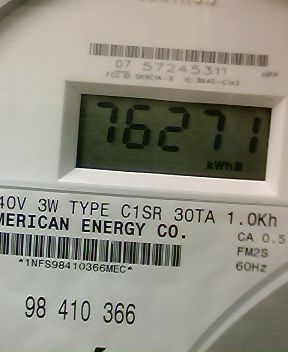 07 57245311
76271
kWh
40V 3W TYPE C1SR 30TA 1.0Kh
MERICAN ENERGY CO.
CA 0.5
FM2S
60Hz
*1NFS98410366MEC*
98 410 366